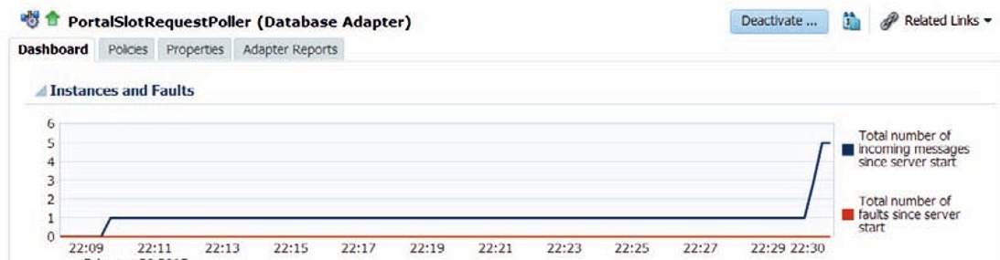 PortalSlotRequestPoller (Database Adapter)
Deactivate ...
Related Links
Dashboard
Policies
Properties
Adapter Reports
Instances and Faults
6
5
4
3
2
1
0
Total number of
incoming messages
since server start
Total number of
faults since server
start
22:09 22:11 22:13 22:15 22:17 22:19 22:21 22:23 22:25 22:27 22:29 22:30